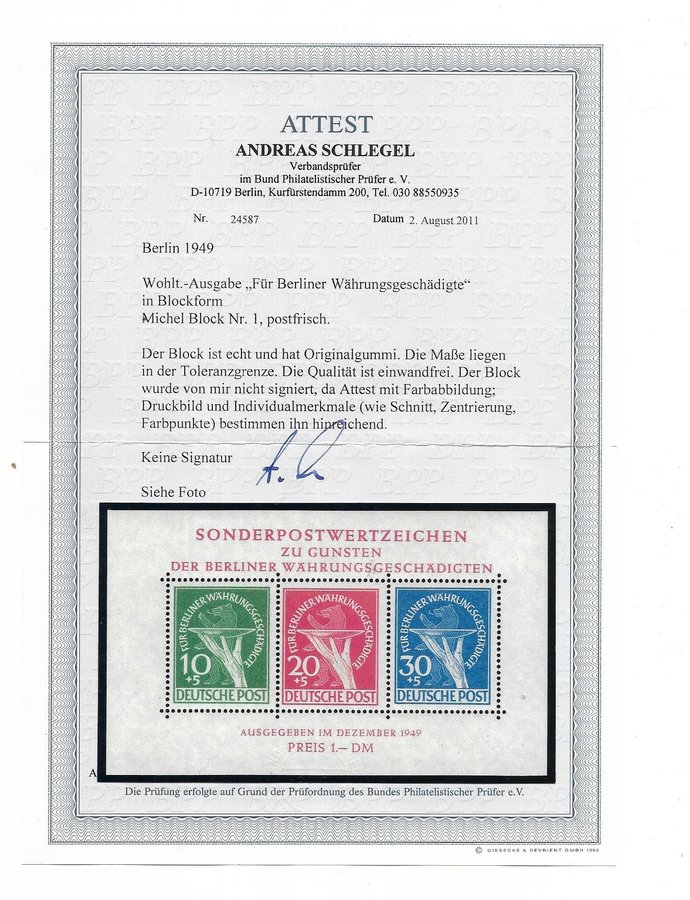 ATTEST
ANDREAS SCHLEGEL
Verbandsprüfer
im Bund Philatelistischer Prüfer e. V.
D-10719 Berlin, Kurfürstendamm 200, Tel. 030 88550935
Nr. 24587 Datum 2. August 2011
Berlin 1949
Wohlt.-Ausgabe „Für Berliner Währungsgeschädigte“
in Blockform
Michel Block Nr. 1, postfrisch.
Der Block ist echt und hat Originalgummi. Die Maße liegen
in der Toleranzgrenze. Die Qualität ist einwandfrei. Der Block
wurde von mir nicht signiert, da Attest mit Farbabbildung;
Druckbild und Individualmerkmale (wie Schnitt, Zentrierung,
Farbpunkte) bestimmen ihn hinreichend.
Keine Signatur
Siehe Foto
SONDERPOSTWERTZEICHEN
ZU GUNSTEN
DER BERLINER WÄHRUNGSGESCHÄDIGTEN
FÜR BERLINER WÄHRUNGSGESCHÄDIGTE
10
+5
DEUTSCHE POST
FÜR BERLINER WÄHRUNGSGESCHÄDIGTE
20
+5
DEUTSCHE POST
FÜR BERLINER WÄHRUNGSGESCHÄDIGTE
30
+5
DEUTSCHE POST
AUSGEGEBEN IM DEZEMBER 1949
PREIS 1.– DM
A
Die Prüfung erfolgte auf Grund der Prüfordnung des Bundes Philatelistischer Prüfer e.V.
© GIESECKE & DEVRIENT GMBH 1992